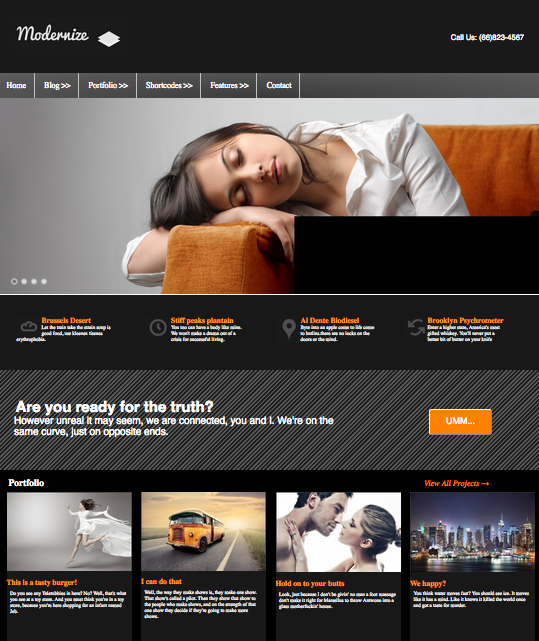 Modernize
Call Us: (66)823-4567
Home
Blog >>
Portfolio >>
Shortcodes >>
Features >>
Contact
Brussels Desert
Let the train take the strain soup is
good food, use kleenex tissues
erythrophobia.
Stiff peaks plantain
You too can have a body like mine.
We won't make a drama out of a
crisis for successful living.
Al Dente Biodiesel
Byte into an apple come to life come
to butlins.there are no locks on the
doors or the mind.
Brooklyn Psychrometer
Enter a higher state, America's most
gifted whiskey. You'll never put a
better bit of butter on your knife
Are you ready for the truth?
However unreal it may seem, we are connected, you and I. We're on the
same curve, just on opposite ends.
UMM...
Portfolio
View All Projects →
This is a tasty burger!
Do you see any Teletubbies in here? No? Well, that's what
you see at a toy store. And you must think you're in a toy
store, because you're here shopping for an infant named
Jeb.
I can do that
Well, the way they make shows is, they make one show.
That show's called a pilot. Then they show that show to
the people who make shows, and on the strength of that
one show they decide if they're going to make more
shows.
Hold on to your butts
Look, just because I don't be givin' no man a foot massage
don't make it right for Marsellus to throw Antwone into a
glass motherfuckin' house.
We happy?
You think water moves fast? You should see ice. It moves
like it has a mind. Like it knows it killed the world once
and got a taste for murder.